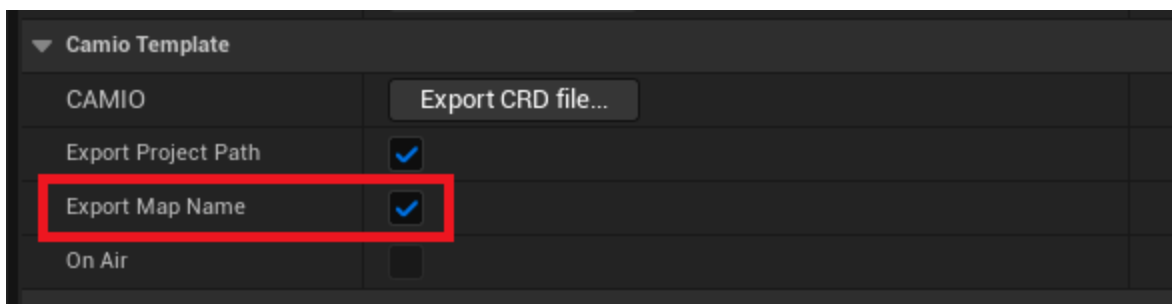 Camio Template
CAMIO Export CRD file...
Export Project Path
Export Map Name
On Air